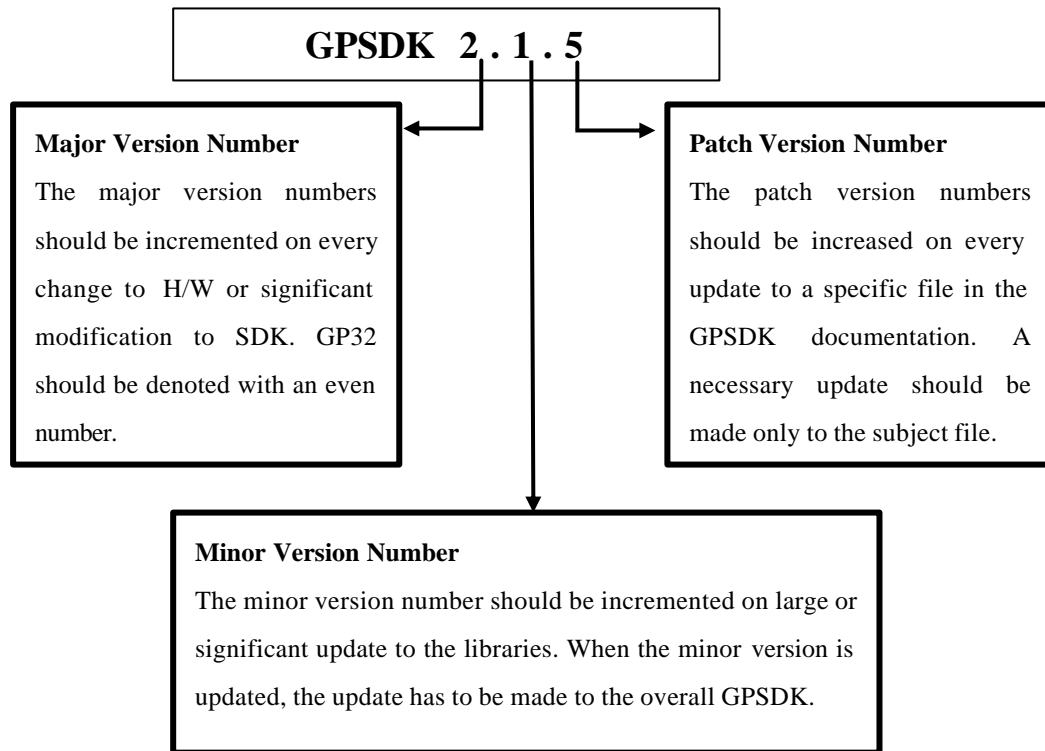 GPSDK 2 . 1 . 5
Major Version Number
The major version numbers
should be incremented on every
change to H/W or significant
modification to SDK. GP32
should be denoted with an even
number.
Patch Version Number
The patch version numbers
should be increased on every
update to a specific file in the
GPSDK documentation. A
necessary update should be
made only to the subject file.
Minor Version Number
The minor version number should be incremented on large or
significant update to the libraries. When the minor version is
updated, the update has to be made to the overall GPSDK.